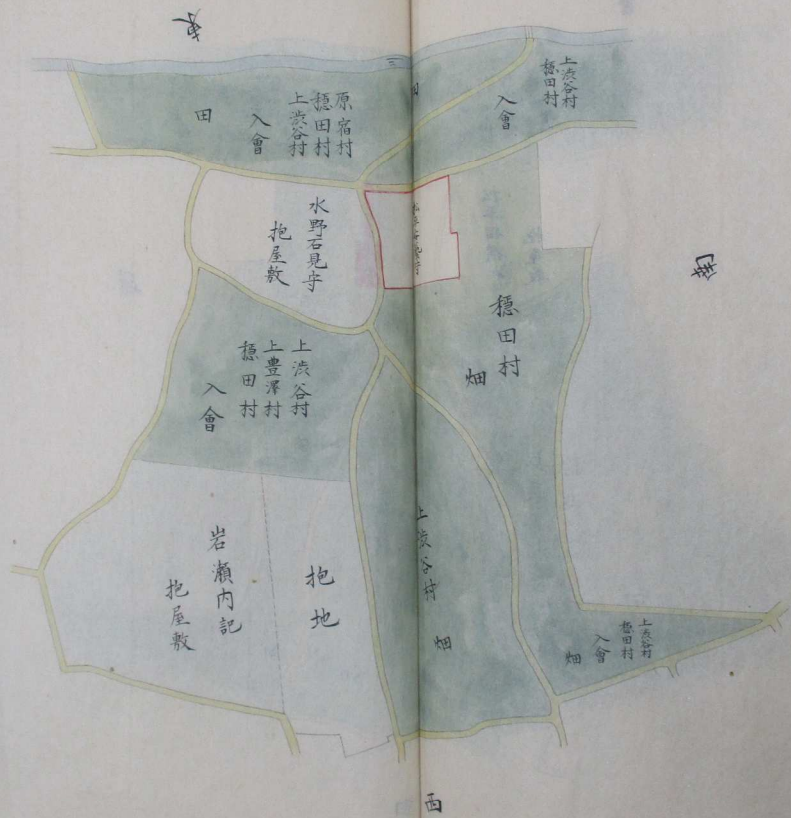 東
上渋谷村
穏田村
入會
原宿村
穏田村
上渋谷村
入會
田
水野石見守
抱屋敷
穏田村
畑
南
上渋谷村
上豊澤村
穏田村
入會
上渋谷村
畑
抱地
岩瀬内記
抱屋敷
上渋谷村
穏田村
入會
畑
西